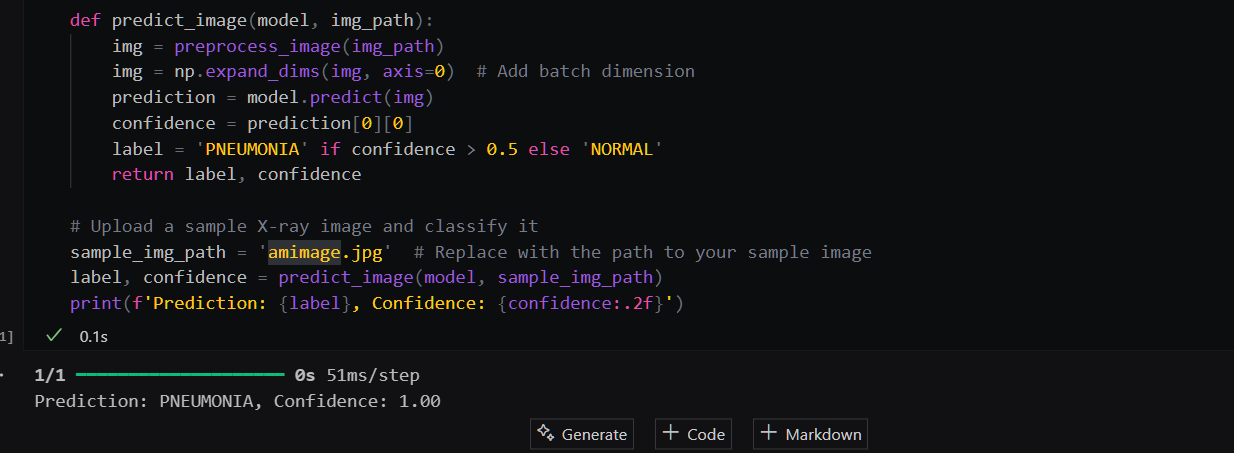 def predict_image(model, img_path):
    img = preprocess_image(img_path)
    img = np.expand_dims(img, axis=0)  # Add batch dimension
    prediction = model.predict(img)
    confidence = prediction[0][0]
    label = 'PNEUMONIA' if confidence > 0.5 else 'NORMAL'
    return label, confidence

# Upload a sample X-ray image and classify it
sample_img_path = 'amimage.jpg'  # Replace with the path to your sample image
label, confidence = predict_image(model, sample_img_path)
print(f'Prediction: {label}, Confidence: {confidence:.2f}')
1] ✓ 0.1s
1/1 ━━━━━━━━━━━━━━━━━━━━ 0s 51ms/step
Prediction: PNEUMONIA, Confidence: 1.00
Generate + Code + Markdown